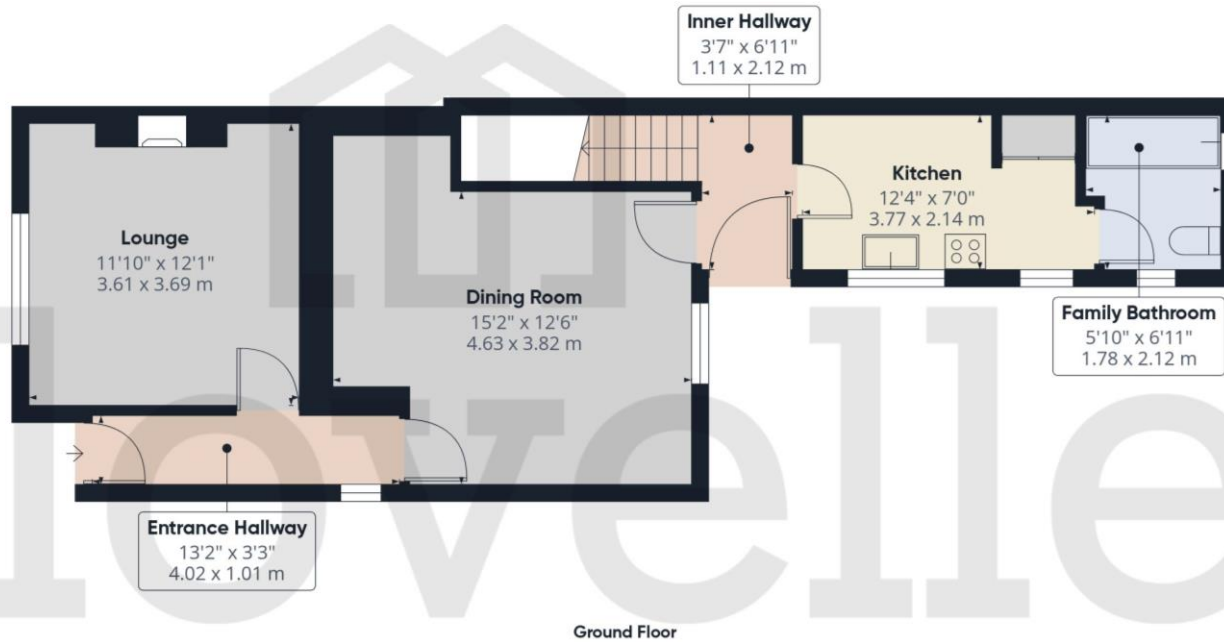 Inner Hallway
3'7" x 6'11"
1.11 x 2.12 m
Lounge
11'10" x 12'1"
3.61 x 3.69 m
Kitchen
12'4" x 7'0"
3.77 x 2.14 m
Dining Room
15'2" x 12'6"
4.63 x 3.82 m
Family Bathroom
5'10" x 6'11"
1.78 x 2.12 m
Entrance Hallway
13'2" x 3'3"
4.02 x 1.01 m
lovelle
Ground Floor